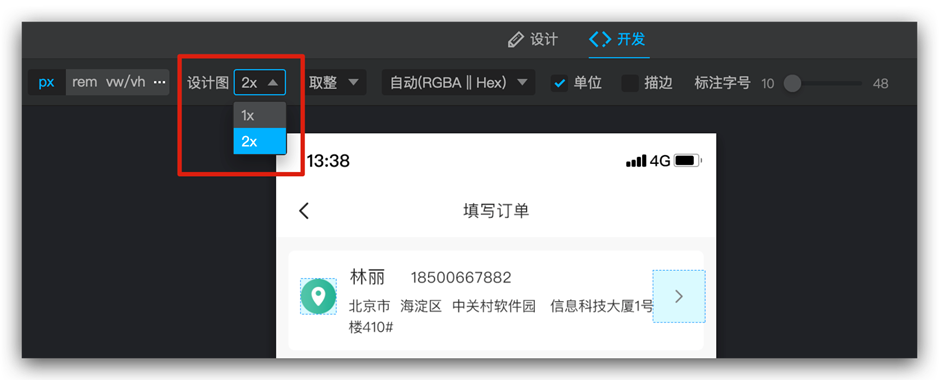 设计 开发
px rem vw/vh ··· 设计图 2x 取整 自动(RGBA || Hex) 单位 描边 标注字号 10 48
1x
2x
13:38 4G
填写订单
林丽 18500667882
北京市 海淀区 中关村软件园 信息科技大厦1号
楼410#